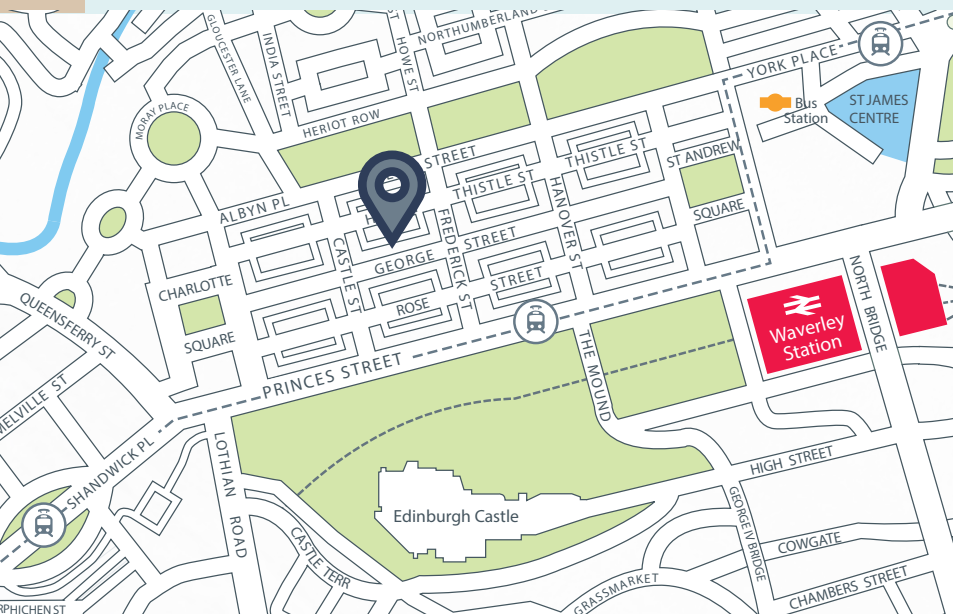 GLOUCESTER LANE
INDIA STREET
HOWE ST
ST
NORTHUMBERLAND
YORK PLACE
Bus
Station
ST JAMES
CENTRE
MORAY PLACE
HERIOT ROW
STREET
THISTLE ST
THISTLE ST
ST ANDREW
SQUARE
ALBYN PL
HANOVER ST
FREDERICK ST
CASTLE ST
GEORGE
STREET
CHARLOTTE
SQUARE
ROSE
STREET
QUEENSFERRY ST
PRINCES STREET
THE MOUND
Waverley
Station
NORTH BRIDGE
MELVILLE ST
SHANDWICK PL
LOTHIAN ROAD
HIGH STREET
Edinburgh Castle
CASTLE TERR
GEORGE IV BRIDGE
COWGATE
GRASSMARKET
CHAMBERS STREET
RPHICHEN ST